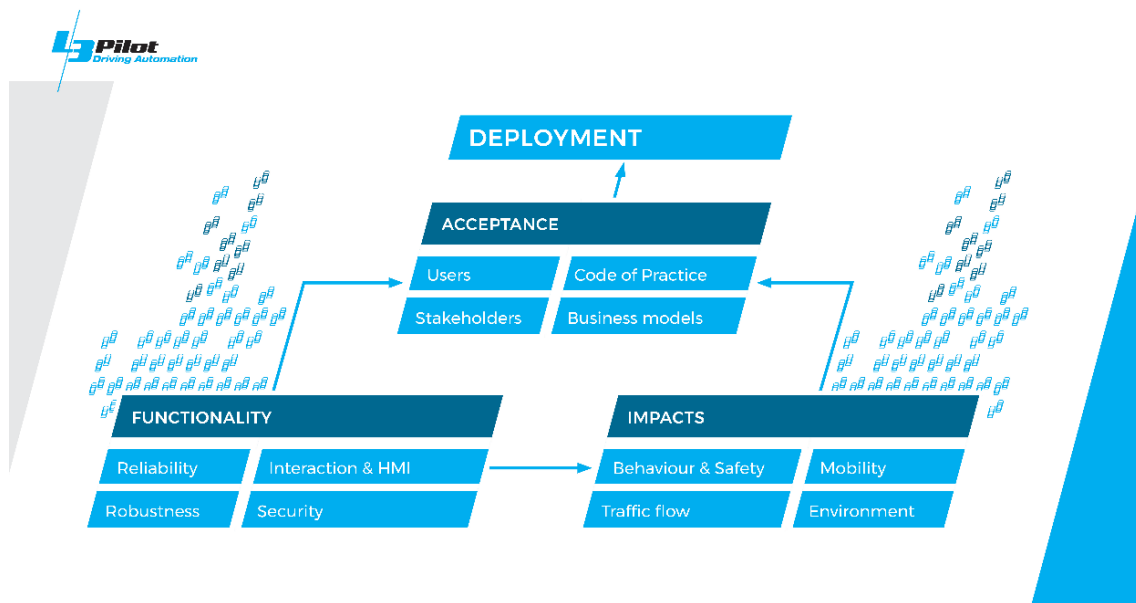 L3Pilot
Driving Automation
DEPLOYMENT
ACCEPTANCE
Users
Code of Practice
Stakeholders
Business models
FUNCTIONALITY
IMPACTS
Reliability
Interaction & HMI
Behaviour & Safety
Mobility
Robustness
Security
Traffic flow
Environment